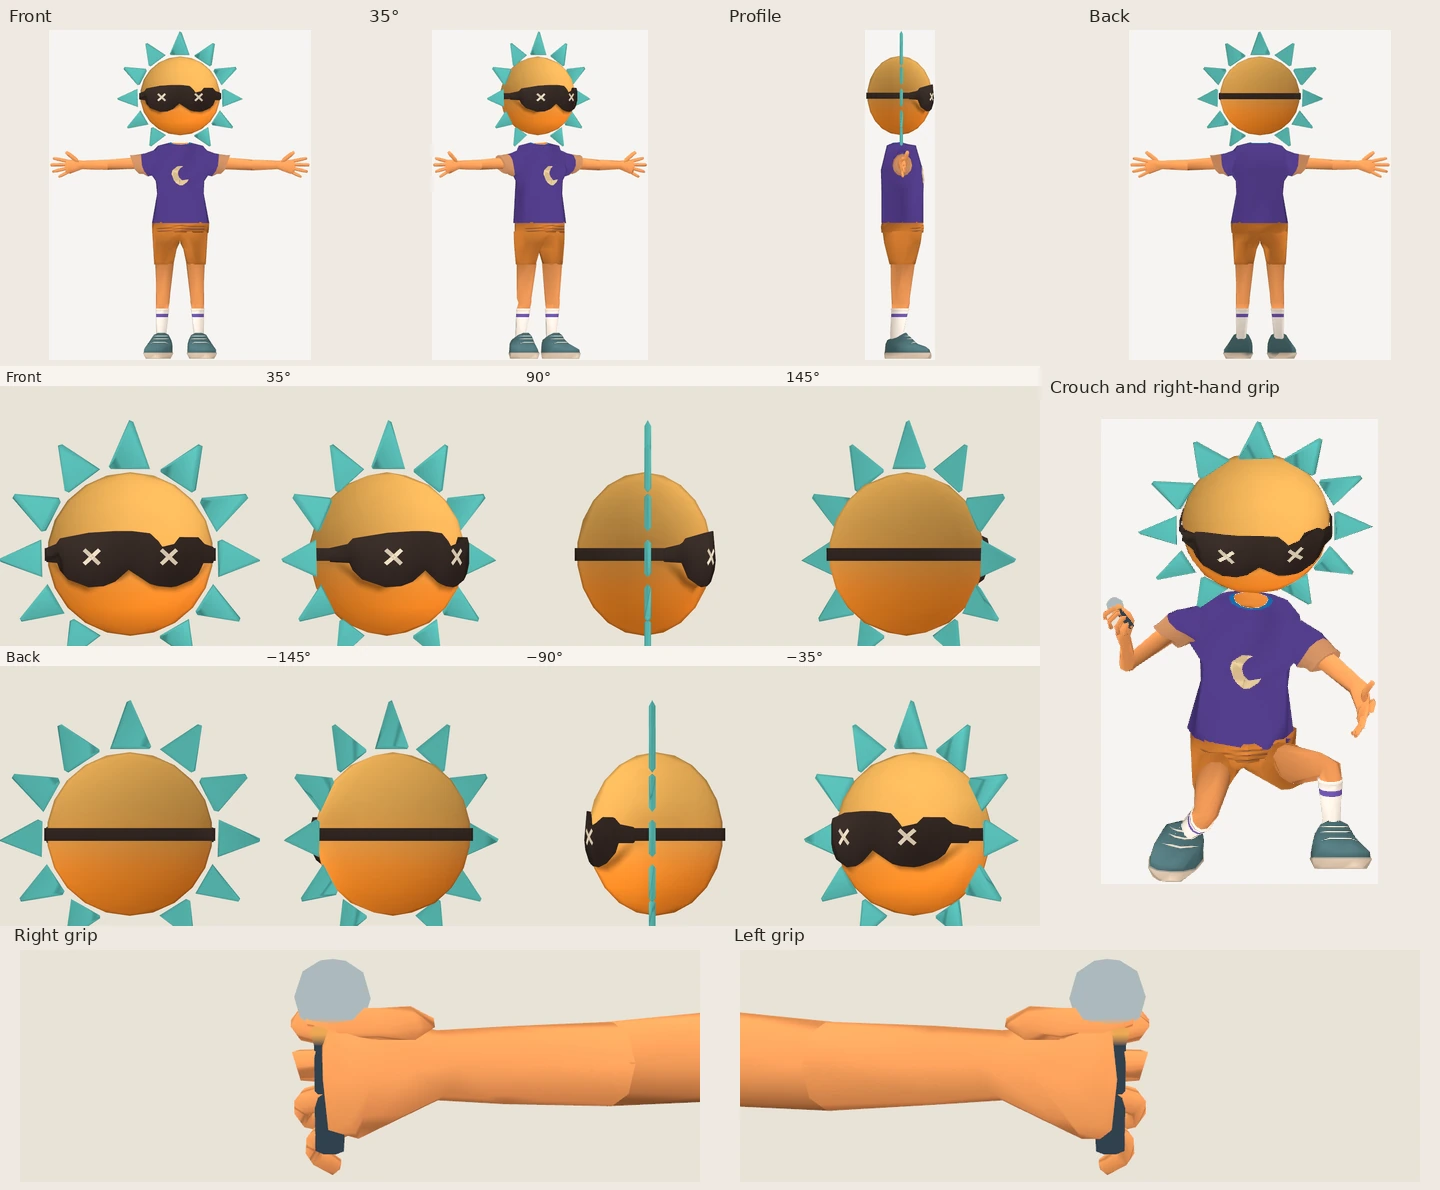 Front
35°
Profile
Back
Front
35°
90°
145°
Crouch and right-hand grip
Back
−145°
−90°
−35°
Right grip
Left grip